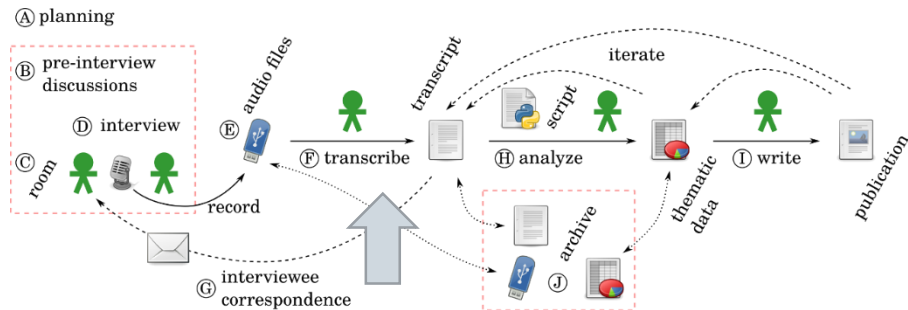 Ⓐ planning
Ⓑ pre-interview
discussions
Ⓓ interview
Ⓒ
room
record
Ⓔ
audio files
Ⓕ transcribe
transcript
iterate
script
Ⓗ analyze
thematic
data
Ⓘ write
publication
Ⓖ interviewee
correspondence
archive
Ⓙ